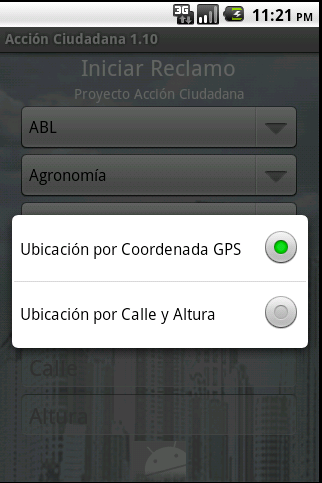 3G 11:21 PM
Acción Ciudadana 1.10
Iniciar Reclamo
Proyecto Acción Ciudadana
ABL
Agronomía
Ubicación por Coordenada GPS
Ubicación por Calle y Altura
Calle
Altura